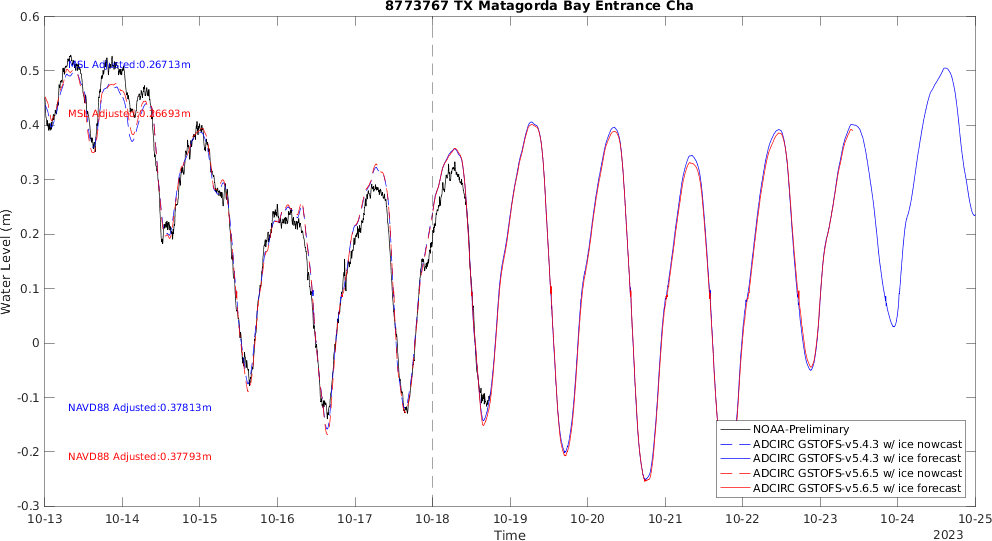 8773767 TX Matagorda Bay Entrance Cha
0.6
0.5
0.4
0.3
0.2
0.1
0
-0.1
-0.2
-0.3
Water Level (m)
MSL Adjusted:0.26713m
MSL Adjusted:0.26693m
NAVD88 Adjusted:0.37813m
NAVD88 Adjusted:0.37793m
NOAA-Preliminary
ADCIRC GSTOFS-v5.4.3 w/ ice nowcast
ADCIRC GSTOFS-v5.4.3 w/ ice forecast
ADCIRC GSTOFS-v5.6.5 w/ ice nowcast
ADCIRC GSTOFS-v5.6.5 w/ ice forecast
10-13 10-14 10-15 10-16 10-17 10-18 10-19 10-20 10-21 10-22 10-23 10-24 10-25
Time
2023